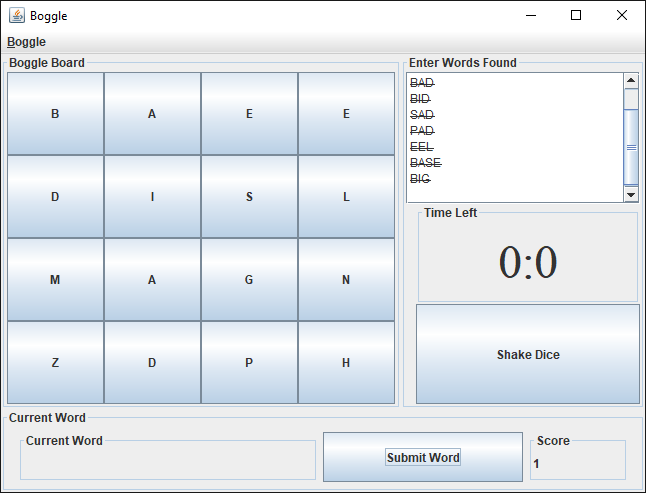 Boggle
Boggle
Boggle Board
B A E E
D I S L
M A G N
Z D P H
Enter Words Found
BAD
BID
SAD
PAD
EEL
BASE
BIG
Time Left
0:0
Shake Dice
Current Word
Current Word
Submit Word
Score
1